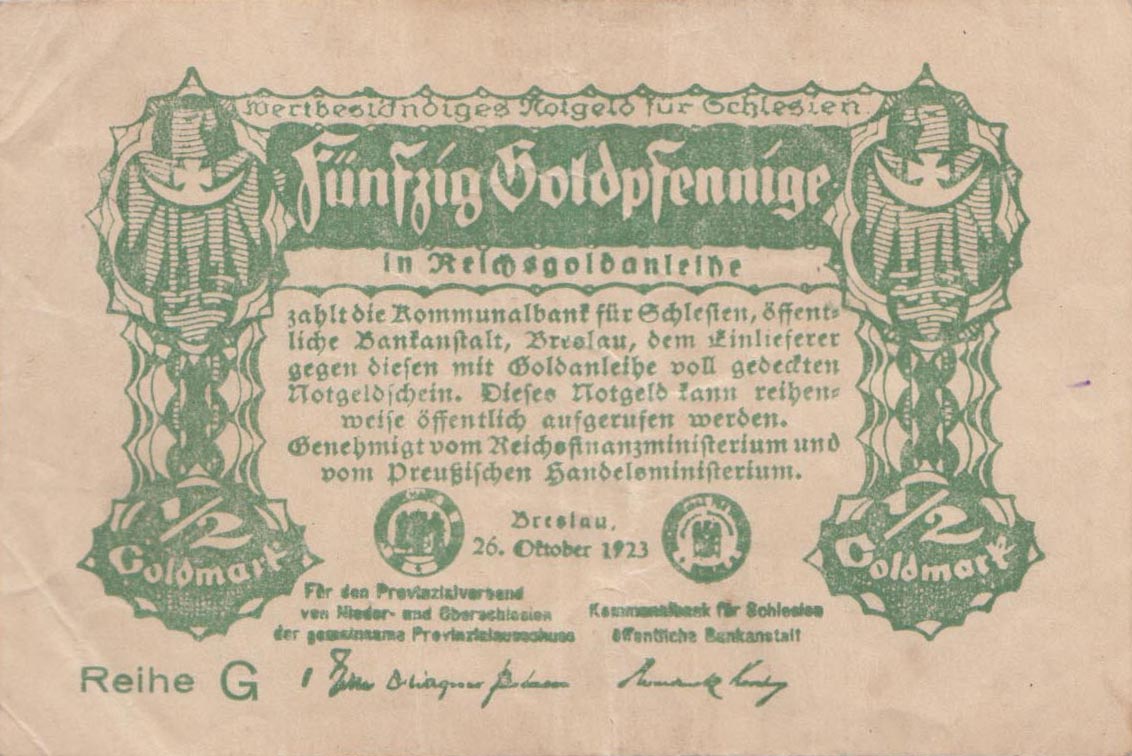 Wertbeständiges Notgeld für Schlesien
Fünfzig Goldpfennige
in Reichsgoldanleihe
zahlt die Kommunalbank für Schlesien, öffent-
liche Bankanstalt, Breslau, dem Einlieferer
gegen diesen mit Goldanleihe voll gedeckten
Notgeldschein. Dieses Notgeld kann reihen-
weise öffentlich aufgerufen werden.
Genehmigt vom Reichsfinanzministerium und
vom Preußischen Handelsministerium.
1/2
Goldmark
Breslau,
26. Oktober 1923
1/2
Goldmark
Für den Provinzialverband
von Nieder- und Oberschlesien
der gemeinsame Provinzialausschuss
Kommunalbank für Schlesien
öffentliche Bankanstalt
Reihe G